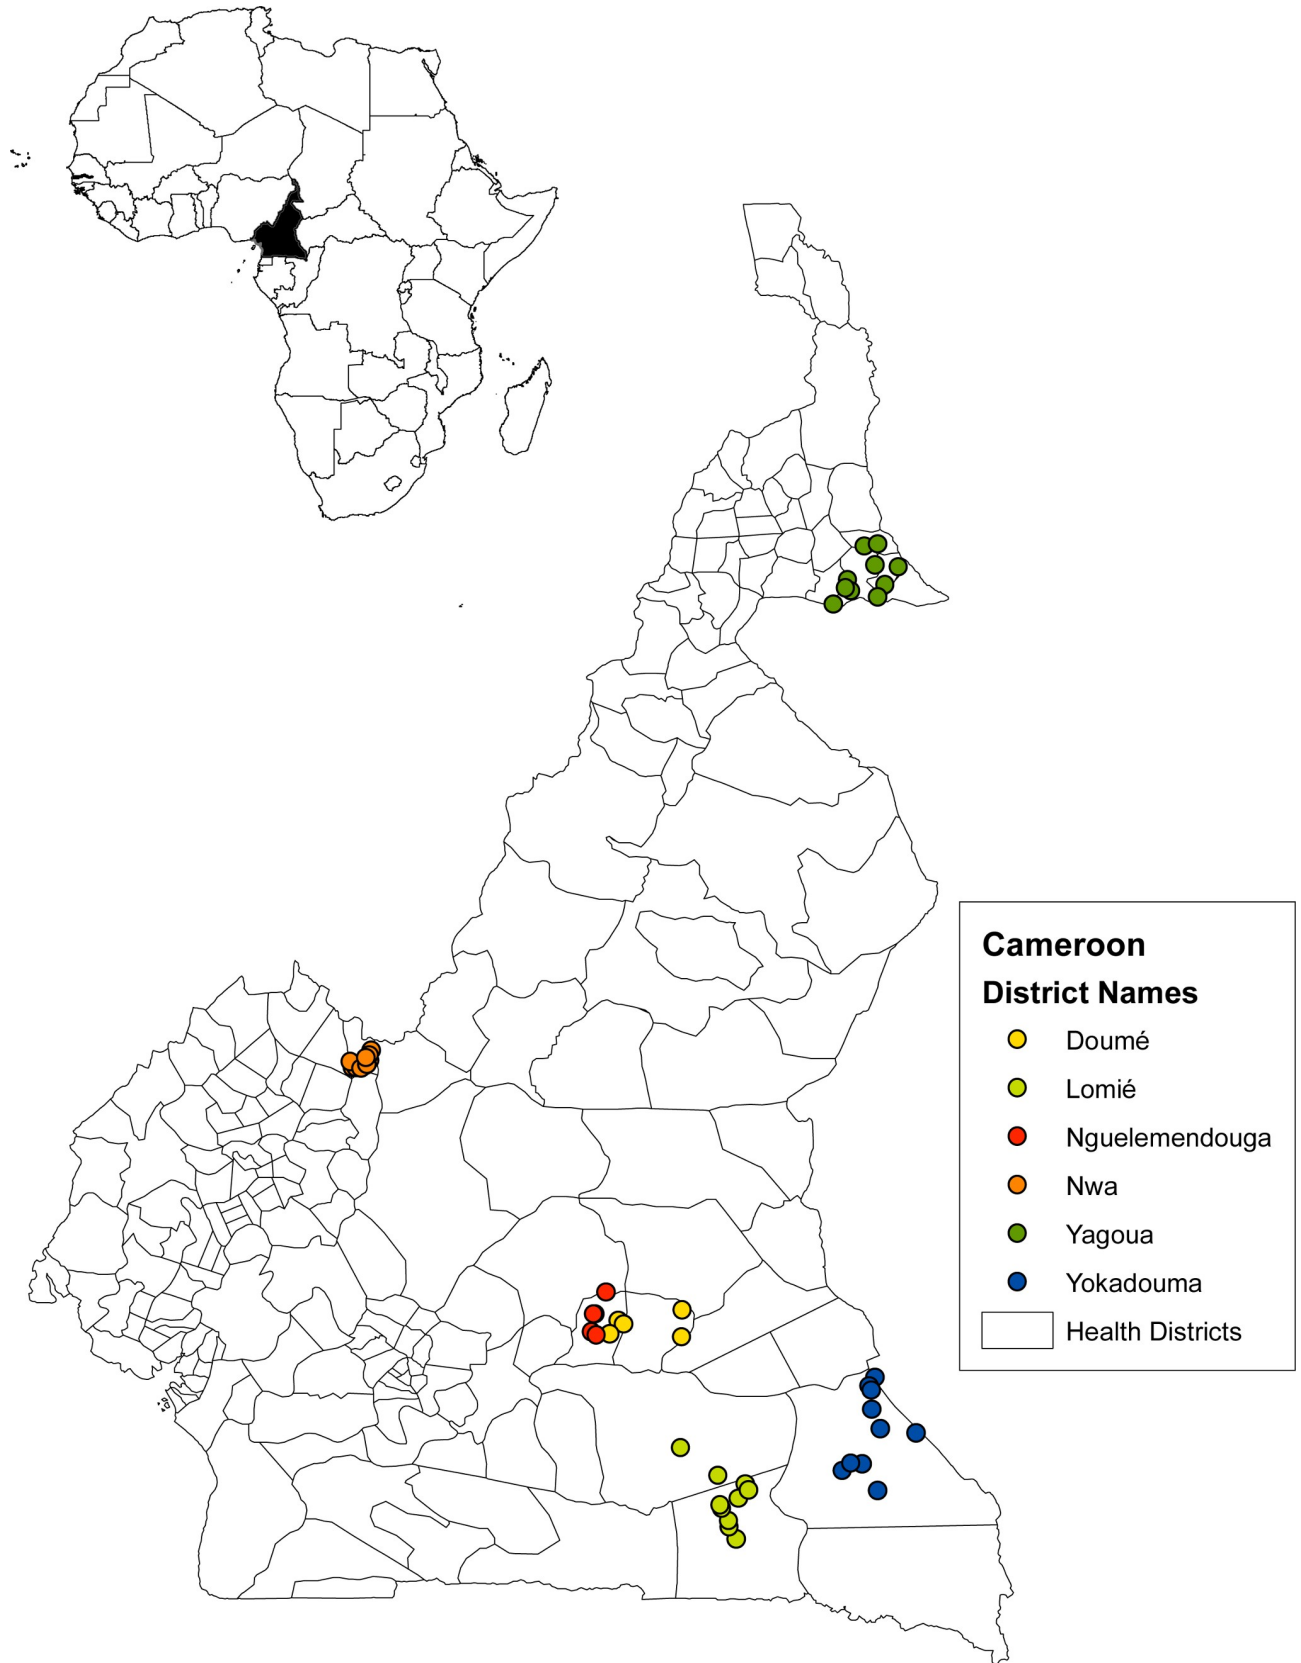 Cameroon
District Names
Doumé
Lomié
Nguelemendouga
Nwa
Yagoua
Yokadouma
Health Districts